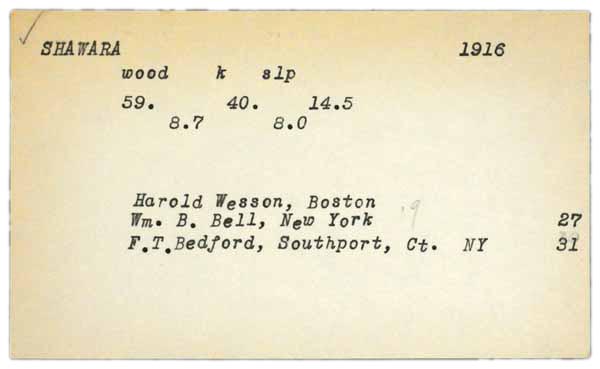 SHAWARA 1916
wood k slp
59. 40. 14.5
8.7 8.0
Harold Wesson, Boston
Wm. B. Bell, New York 27
F.T.Bedford, Southport, Ct. NY 31